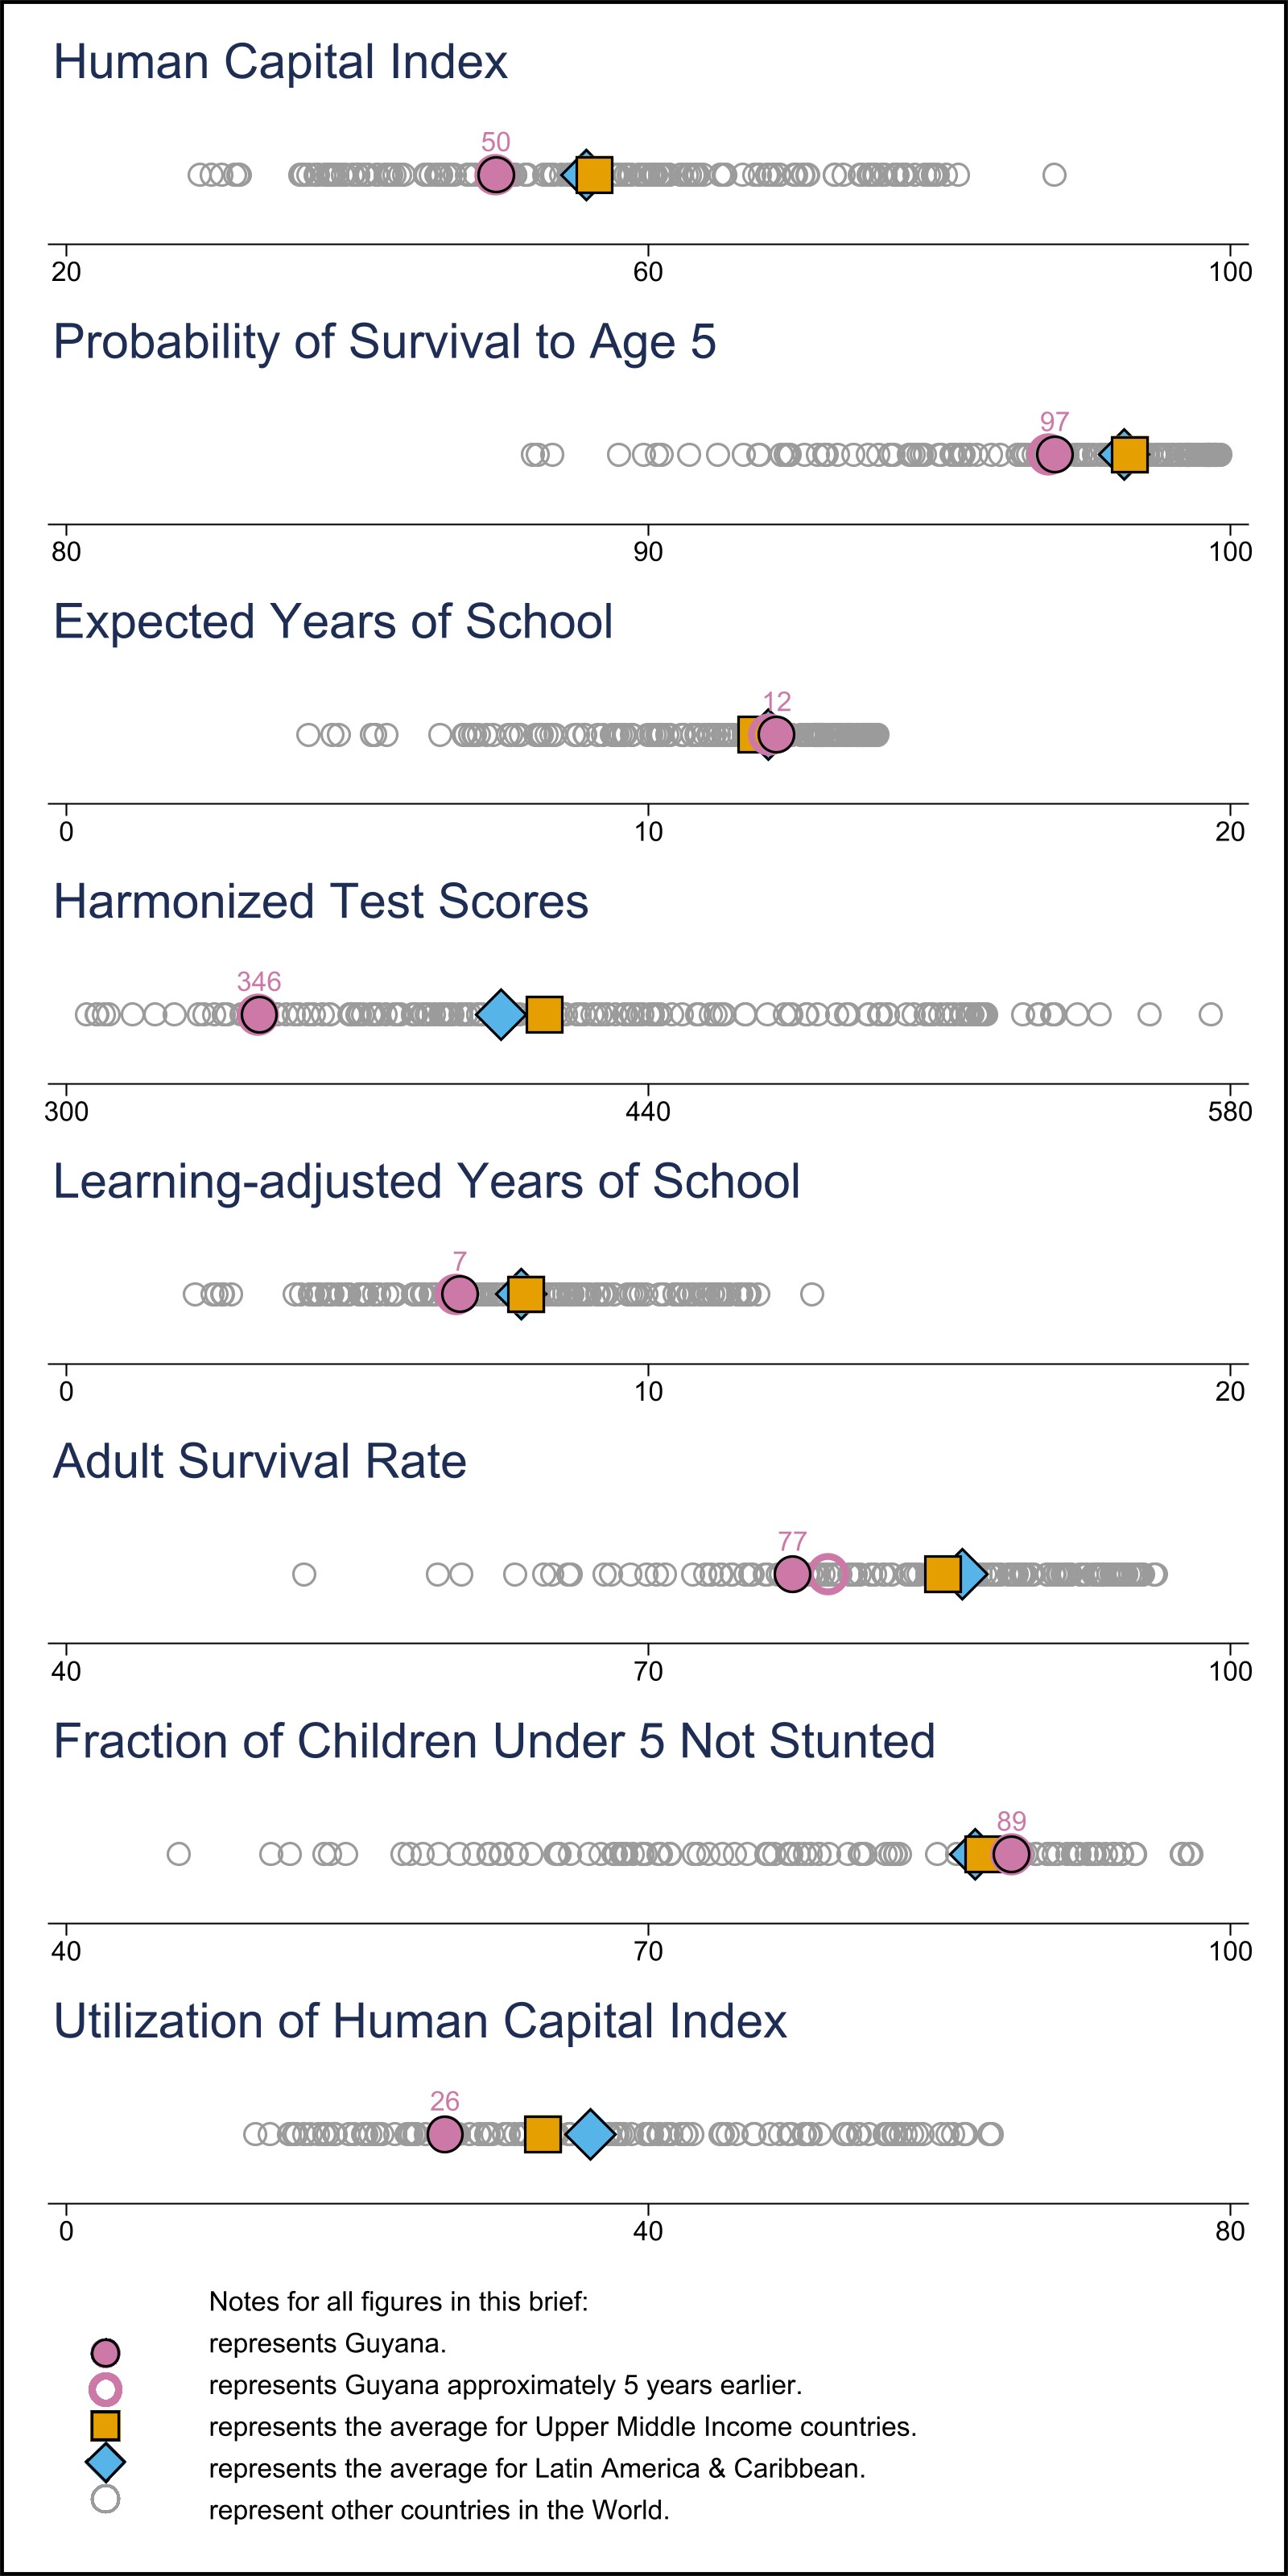 Human Capital Index
50
20 60 100
Probability of Survival to Age 5
97
80 90 100
Expected Years of School
12
0 10 20
Harmonized Test Scores
346
300 440 580
Learning-adjusted Years of School
7
0 10 20
Adult Survival Rate
77
40 70 100
Fraction of Children Under 5 Not Stunted
89
40 70 100
Utilization of Human Capital Index
26
0 40 80
Notes for all figures in this brief:
represents Guyana.
represents Guyana approximately 5 years earlier.
represents the average for Upper Middle Income countries.
represents the average for Latin America & Caribbean.
represent other countries in the World.